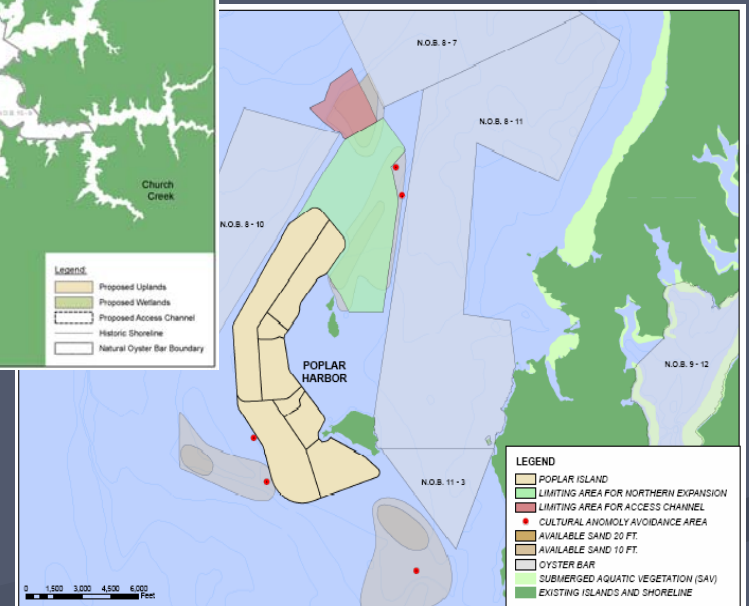 Church
Creek
Legend:
Proposed Uplands
Proposed Wetlands
Proposed Access Channel
Historic Shoreline
Natural Oyster Bar Boundary
N.O.B. 8 - 7
N.O.B. 8 - 11
N.O.B. 8 - 10
POPLAR
HARBOR
N.O.B. 9 - 12
N.O.B. 11 - 3
LEGEND
POPLAR ISLAND
LIMITING AREA FOR NORTHERN EXPANSION
LIMITING AREA FOR ACCESS CHANNEL
CULTURAL ANOMOLY AVOIDANCE AREA
AVAILABLE SAND 20 FT.
AVAILABLE SAND 10 FT.
OYSTER BAR
SUBMERGED AQUATIC VEGETATION (SAV)
EXISTING ISLANDS AND SHORELINE
0 1,500 3,000 4,500 6,000
Feet